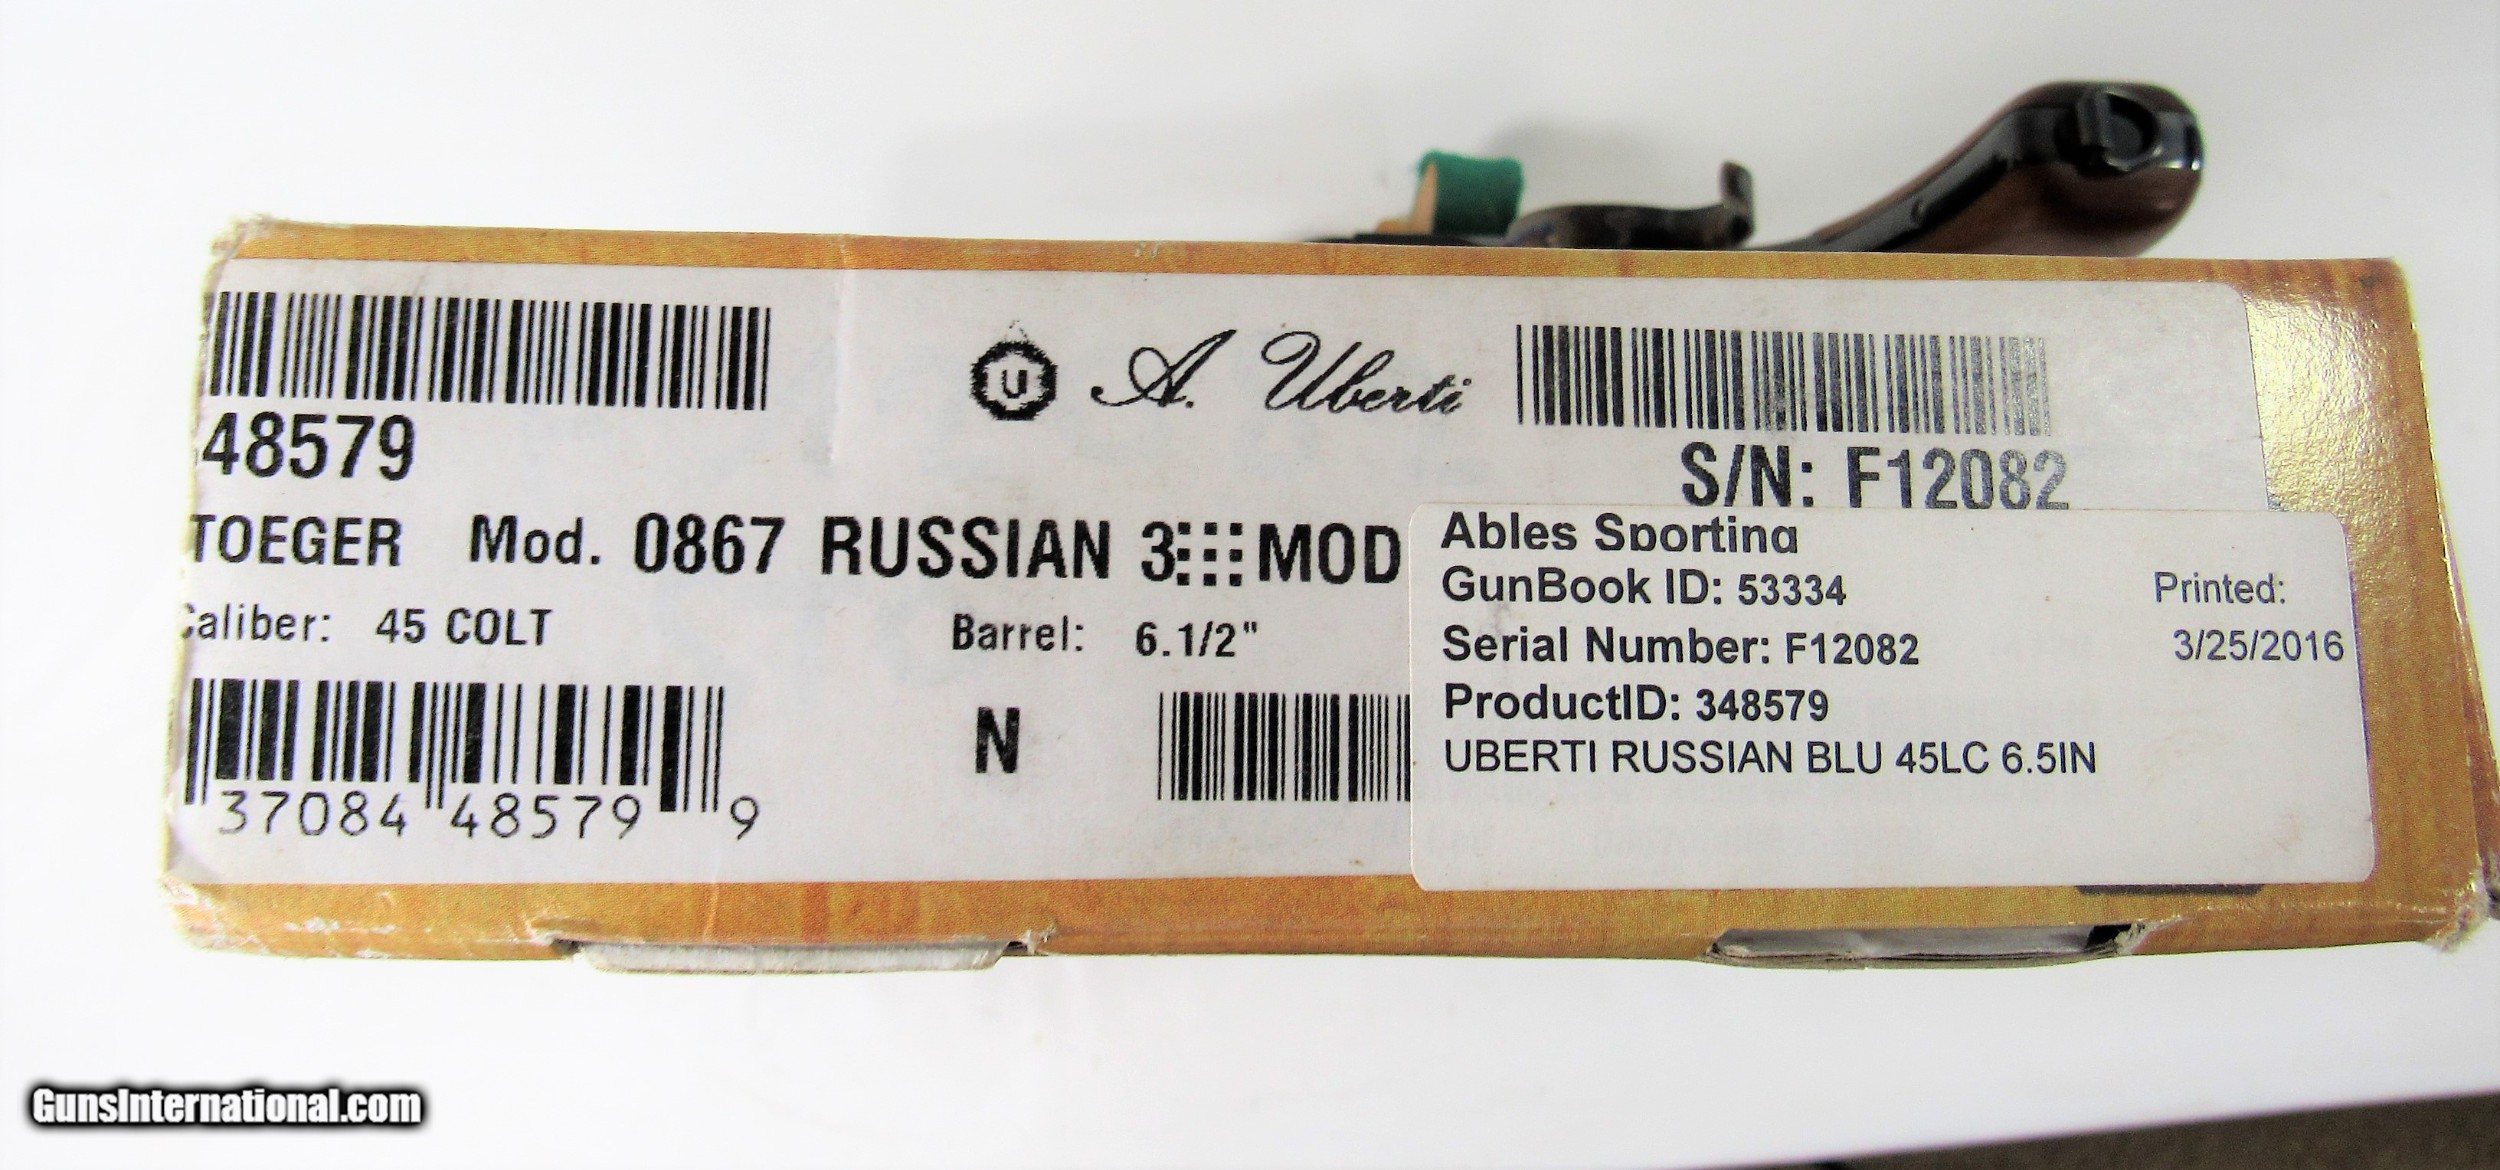 U A. Uberti
48579
S/N: F12082
TOEGER Mod. 0867 RUSSIAN 3 MOD
Caliber: 45 COLT Barrel: 6.1/2"
N
37084 48579 9
Ables Sporting
GunBook ID: 53334
Printed:
Serial Number: F12082
3/25/2016
ProductID: 348579
UBERTI RUSSIAN BLU 45LC 6.5IN
GunsInternational.com